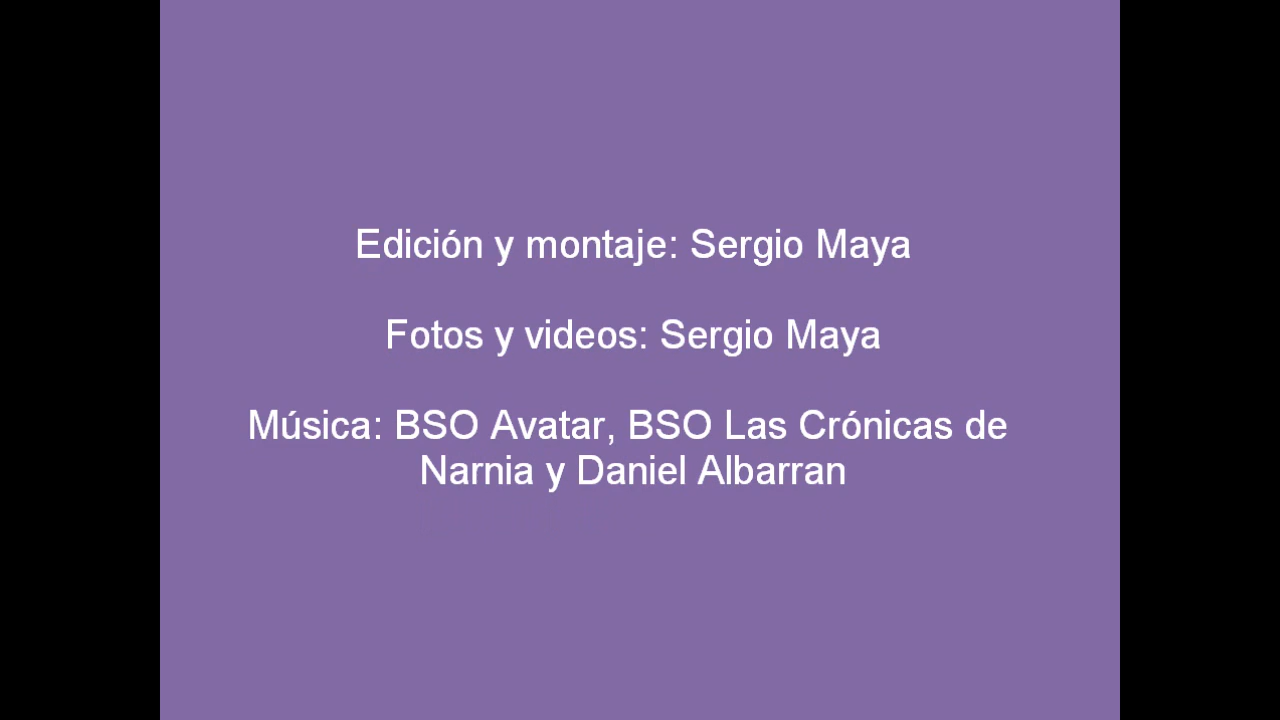 Edición y montaje: Sergio Maya
Fotos y videos: Sergio Maya
Música: BSO Avatar, BSO Las Crónicas de
Narnia y Daniel Albarran